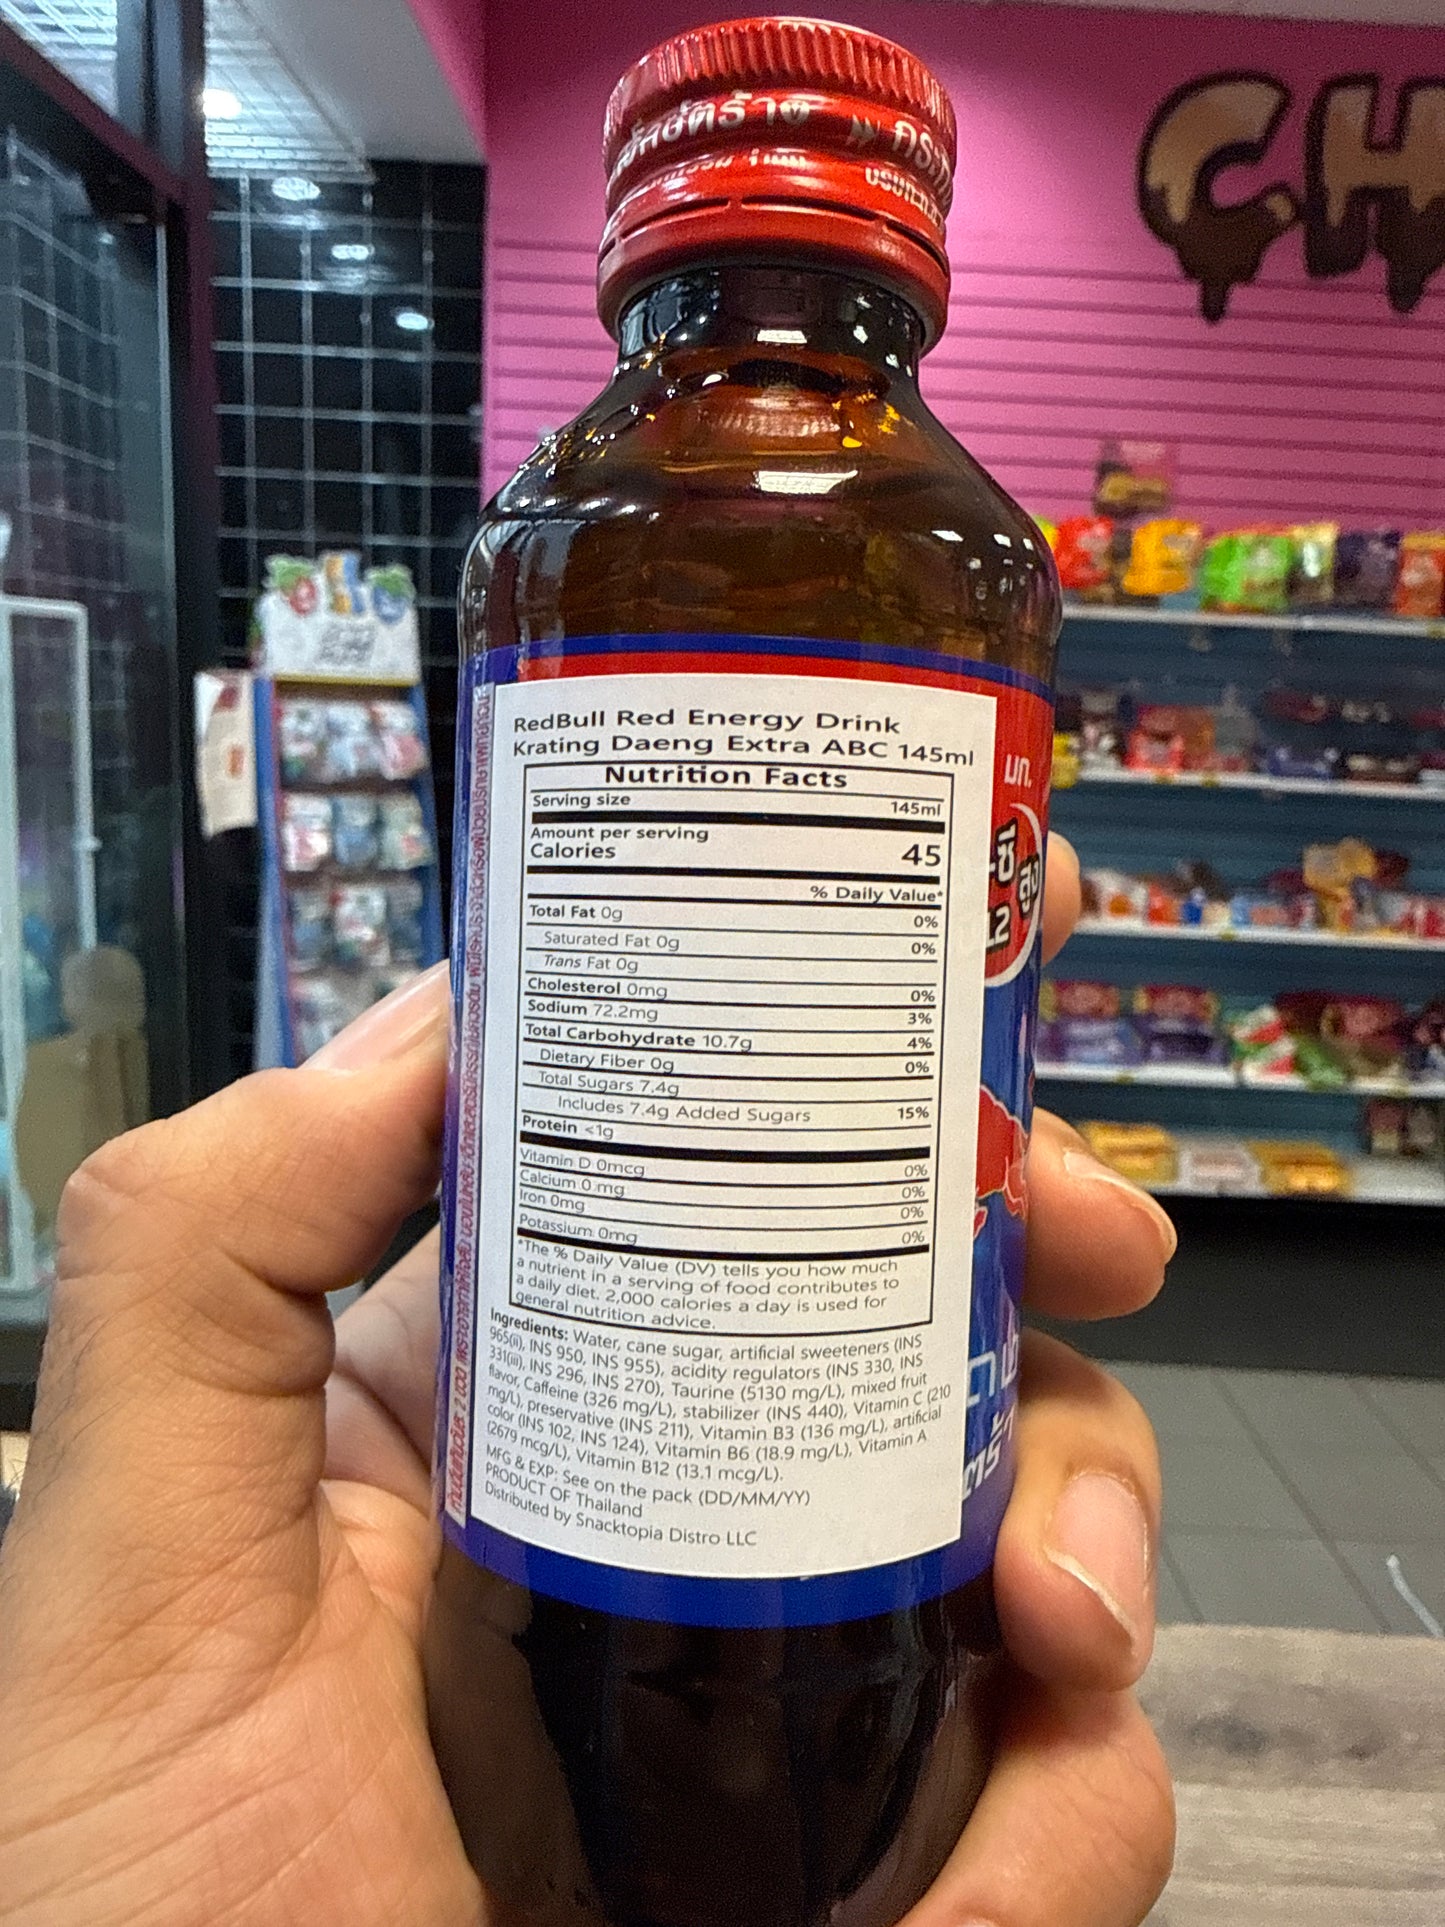 RedBull Red Energy Drink
Krating Daeng Extra ABC 145ml
Nutrition Facts
Serving size 145ml
Amount per serving
Calories 45
% Daily Value*
Total Fat 0g 0%
Saturated Fat 0g 0%
Trans Fat 0g
Cholesterol 0mg 0%
Sodium 72.2mg 3%
Total Carbohydrate 10.7g 4%
Dietary Fiber 0g 0%
Total Sugars 7.4g
Includes 7.4g Added Sugars 15%
Protein <1g
Vitamin D 0mcg 0%
Calcium 0 mg 0%
Iron 0mg 0%
Potassium 0mg 0%
*The % Daily Value (DV) tells you how much
a nutrient in a serving of food contributes to
a daily diet. 2,000 calories a day is used for
general nutrition advice.
Ingredients: Water, cane sugar, artificial sweeteners (INS
965(ii), INS 950, INS 955), acidity regulators (INS 330, INS
331(iii), INS 296, INS 270), Taurine (5130 mg/L), mixed fruit
flavor, Caffeine (326 mg/L), stabilizer (INS 440), Vitamin C (210
mg/L), preservative (INS 211), Vitamin B3 (136 mg/L), artificial
color (INS 102, INS 124), Vitamin B6 (18.9 mg/L), Vitamin A
(2679 mcg/L), Vitamin B12 (13.1 mcg/L).
MFG & EXP: See on the pack (DD/MM/YY)
PRODUCT OF Thailand
Distributed by Snacktopia Distro LLC
มก.
สูง